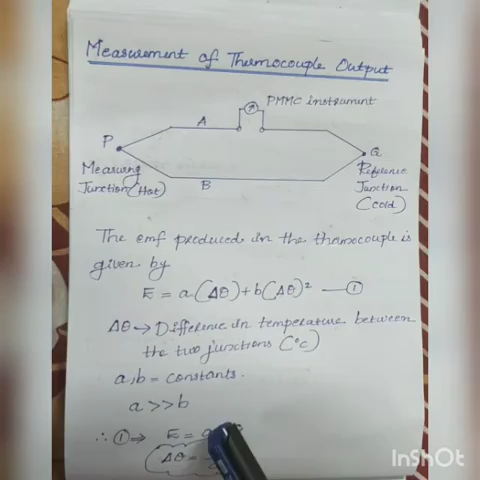 Measurement of Thermocouple Output
PMMC instrument
A
P
Q
Measuring Junction (Hot)
B
Reference Junction (cold)
The emf produced in the thermocouple is
given by
E = a(Δθ)+b(Δθ)² —①
Δθ → Difference in temperature between
the two junctions (°c)
a,b = constants.
a >> b
∴ ① ⇒ E =
Δθ =
InShOt